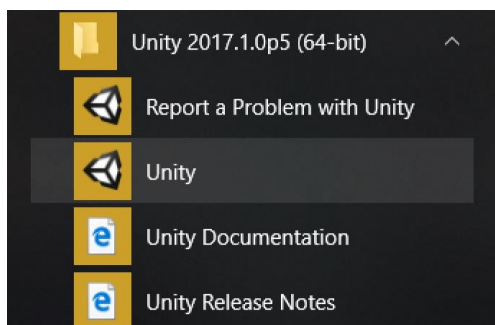 Unity 2017.1.0p5 (64-bit)
Report a Problem with Unity
Unity
Unity Documentation
Unity Release Notes